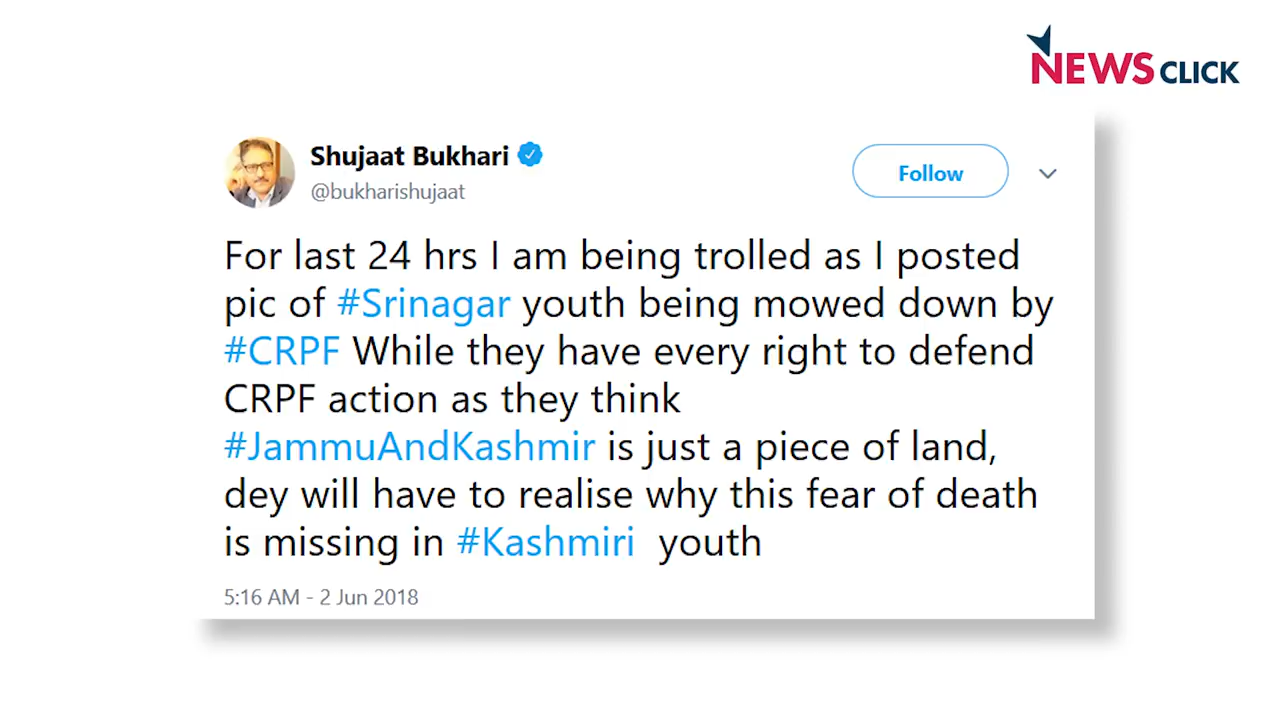 NEWSCLICK
Shujaat Bukhari
@bukharishujaat
Follow
For last 24 hrs I am being trolled as I posted
pic of #Srinagar youth being mowed down by
#CRPF While they have every right to defend
CRPF action as they think
#JammuAndKashmir is just a piece of land,
dey will have to realise why this fear of death
is missing in #Kashmiri youth
5:16 AM - 2 Jun 2018